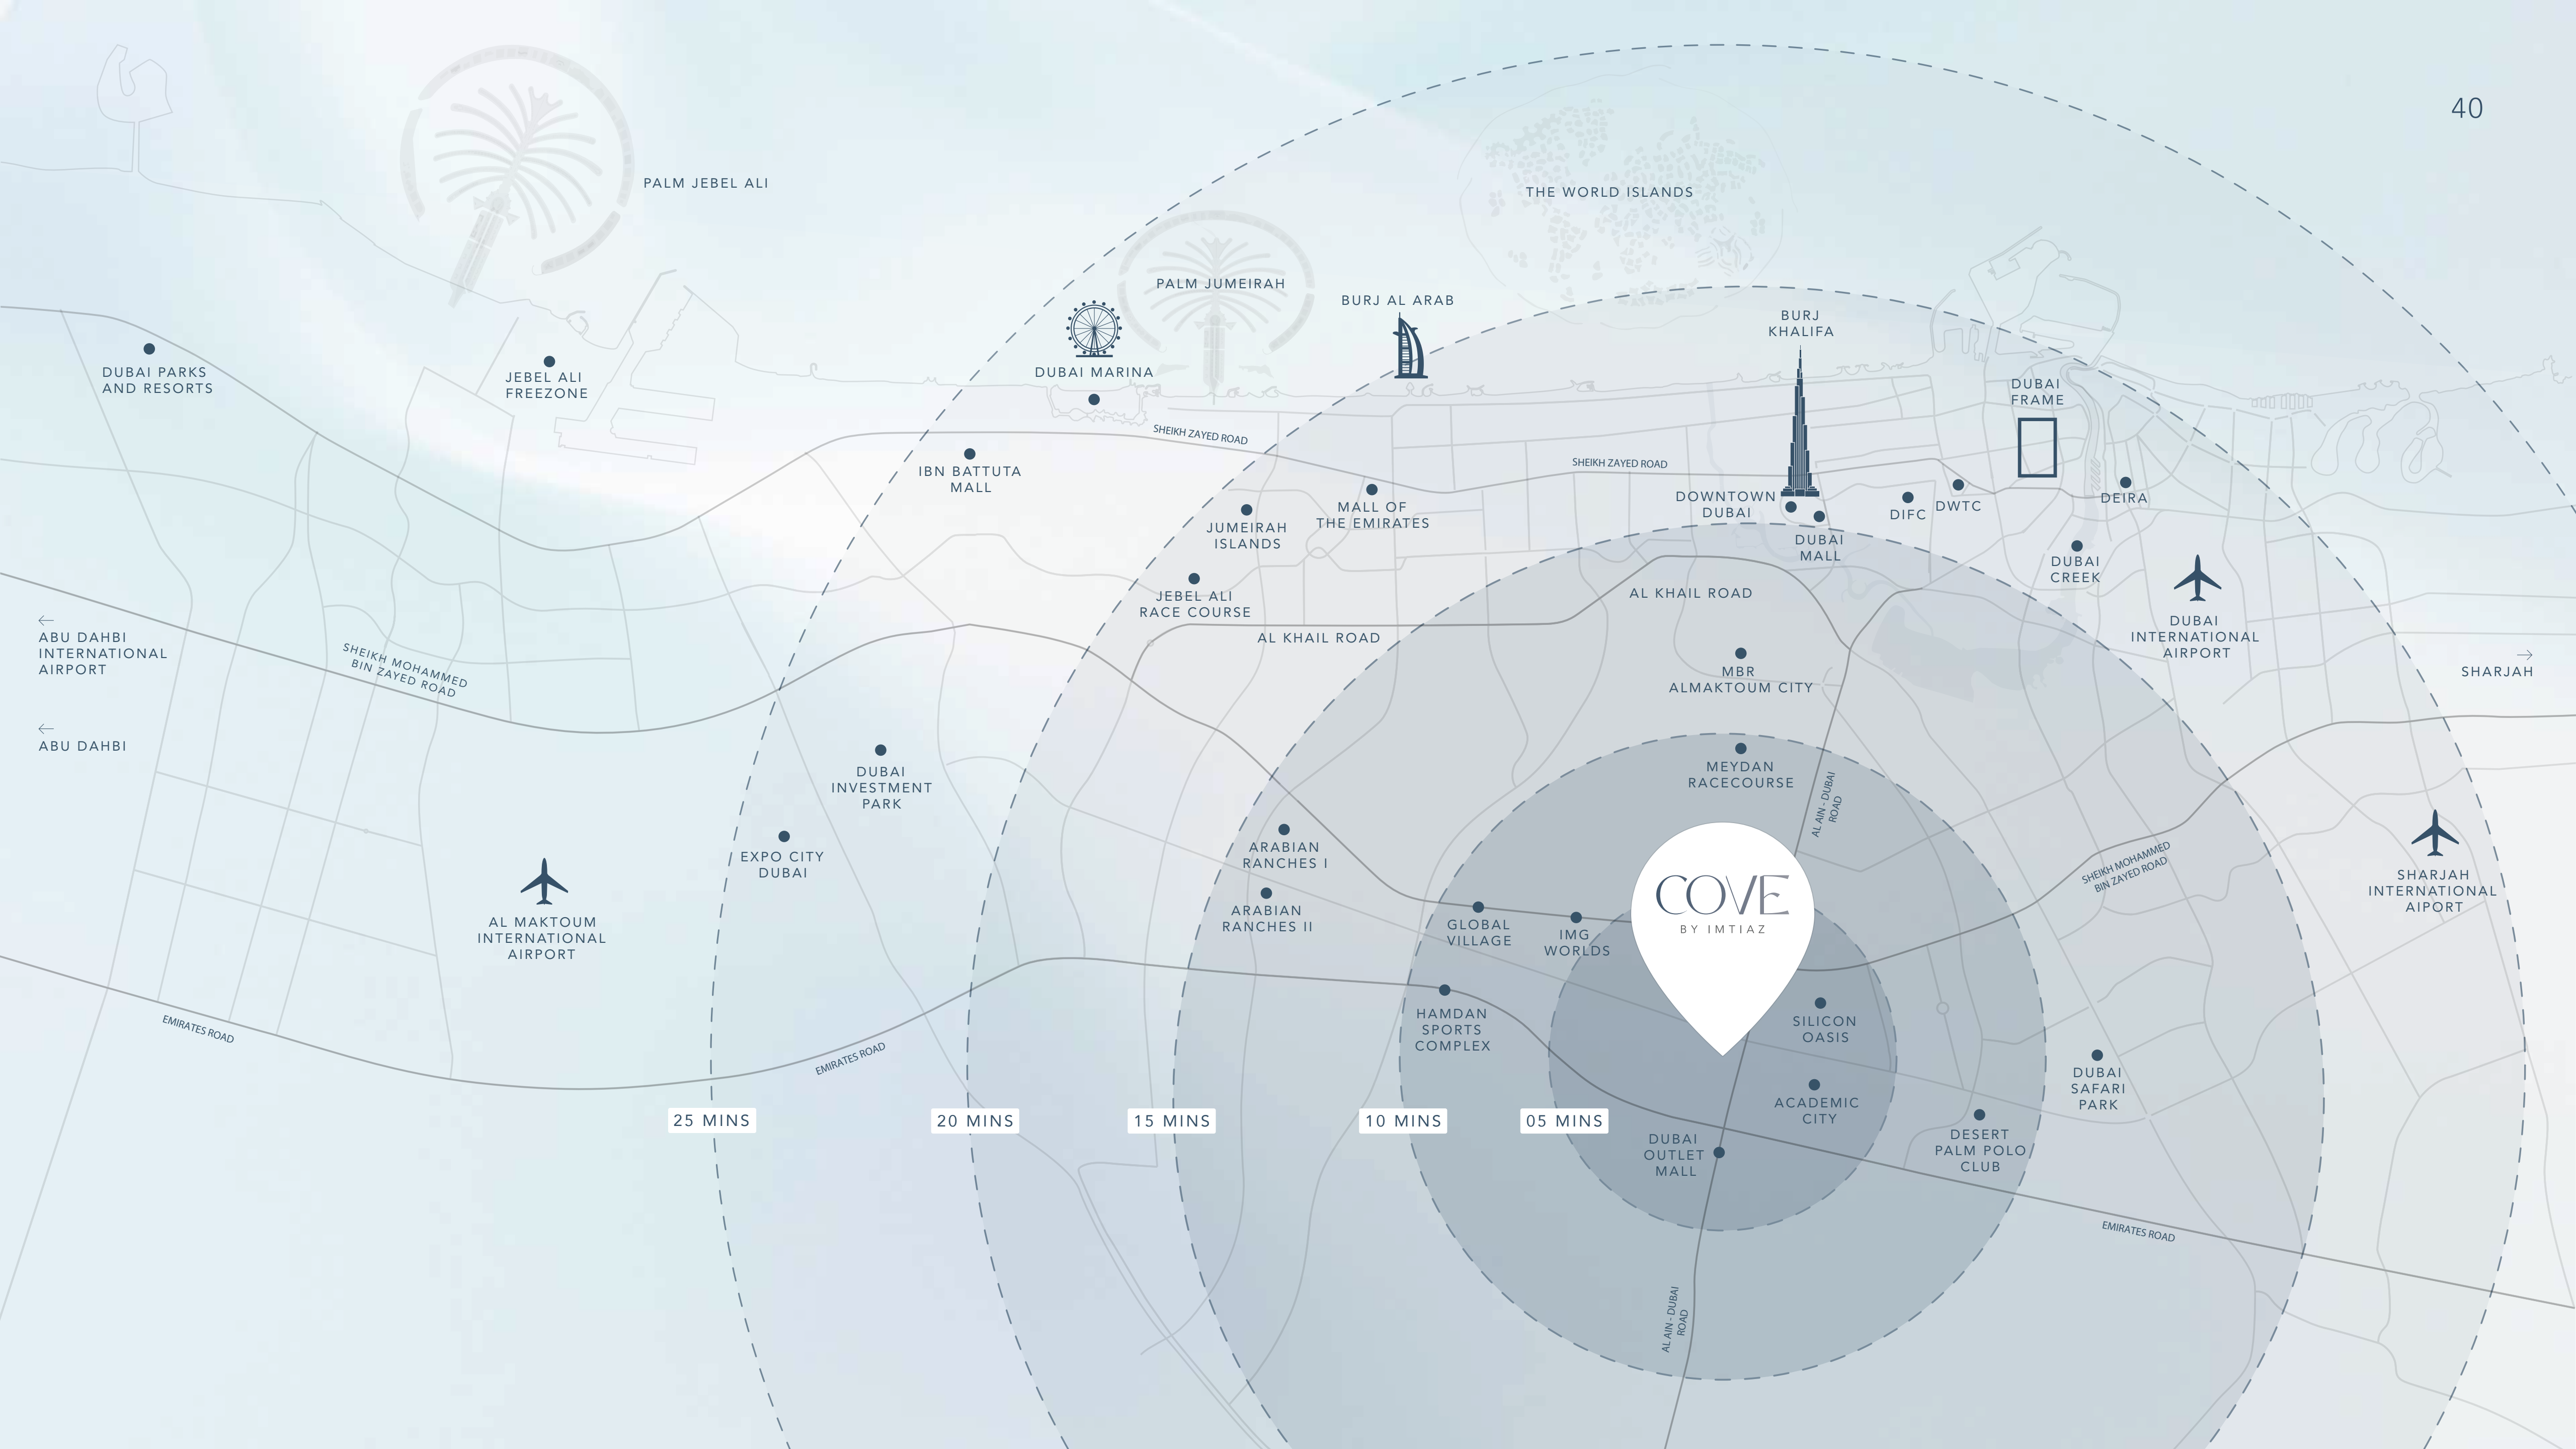 40
PALM JEBEL ALI
THE WORLD ISLANDS
PALM JUMEIRAH
BURJ AL ARAB
BURJ
KHALIFA
DUBAI PARKS
AND RESORTS
JEBEL ALI
FREEZONE
DUBAI MARINA
DUBAI
FRAME
SHEIKH ZAYED ROAD
SHEIKH ZAYED ROAD
IBN BATTUTA
MALL
JUMEIRAH
ISLANDS
MALL OF
THE EMIRATES
DOWNTOWN
DUBAI
DUBAI
MALL
DIFC
DWTC
DEIRA
DUBAI
CREEK
JEBEL ALI
RACE COURSE
AL KHAIL ROAD
AL KHAIL ROAD
DUBAI
INTERNATIONAL
AIRPORT
←
ABU DAHBI
INTERNATIONAL
AIRPORT
SHEIKH MOHAMMED
BIN ZAYED ROAD
→
SHARJAH
MBR
ALMAKTOUM CITY
←
ABU DAHBI
DUBAI
INVESTMENT
PARK
MEYDAN
RACECOURSE
AL AIN - DUBAI
ROAD
EXPO CITY
DUBAI
ARABIAN
RANCHES I
ARABIAN
RANCHES II
SHEIKH MOHAMMED
BIN ZAYED ROAD
SHARJAH
INTERNATIONAL
AIPORT
AL MAKTOUM
INTERNATIONAL
AIRPORT
GLOBAL
VILLAGE
IMG
WORLDS
COVE
BY IMTIAZ
HAMDAN
SPORTS
COMPLEX
SILICON
OASIS
EMIRATES ROAD
EMIRATES ROAD
DUBAI
SAFARI
PARK
ACADEMIC
CITY
25 MINS
20 MINS
15 MINS
10 MINS
05 MINS
DUBAI
OUTLET
MALL
DESERT
PALM POLO
CLUB
EMIRATES ROAD
AL AIN - DUBAI
ROAD